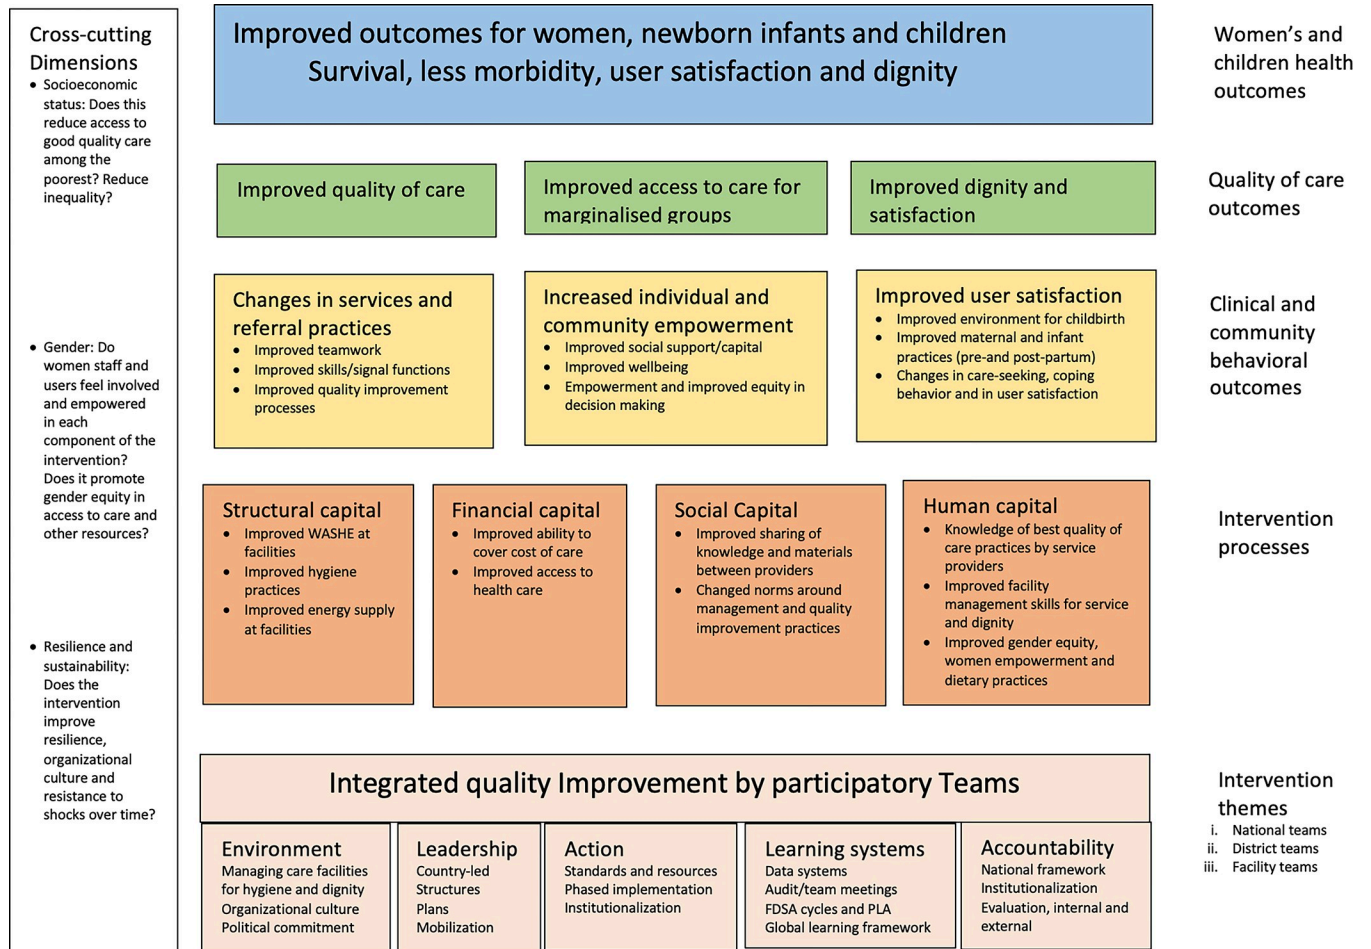 Cross-cutting
Dimensions
• Socioeconomic
status: Does this
reduce access to
good quality care
among the
poorest? Reduce
inequality?
• Gender: Do
women staff and
users feel involved
and empowered
in each
component of the
intervention?
Does it promote
gender equity in
access to care and
other resources?
• Resilience and
sustainability:
Does the
intervention
improve
resilience,
organizational
culture and
resistance to
shocks over time?
Improved outcomes for women, newborn infants and children
Survival, less morbidity, user satisfaction and dignity
Women's and
children health
outcomes
Improved quality of care
Improved access to care for
marginalised groups
Improved dignity and
satisfaction
Quality of care
outcomes
Changes in services and
referral practices
• Improved teamwork
• Improved skills/signal functions
• Improved quality improvement
processes
Increased individual and
community empowerment
• Improved social support/capital
• Improved wellbeing
• Empowerment and improved equity in
decision making
Improved user satisfaction
• Improved environment for childbirth
• Improved maternal and infant
practices (pre-and post-partum)
• Changes in care-seeking, coping
behavior and in user satisfaction
Clinical and
community
behavioral
outcomes
Structural capital
• Improved WASHE at
facilities
• Improved hygiene
practices
• Improved energy supply
at facilities
Financial capital
• Improved ability to
cover cost of care
• Improved access to
health care
Social Capital
• Improved sharing of
knowledge and materials
between providers
• Changed norms around
management and quality
improvement practices
Human capital
• Knowledge of best quality of
care practices by service
providers
• Improved facility
management skills for service
and dignity
• Improved gender equity,
women empowerment and
dietary practices
Intervention
processes
Integrated quality Improvement by participatory Teams
Environment
Managing care facilities
for hygiene and dignity
Organizational culture
Political commitment
Leadership
Country-led
Structures
Plans
Mobilization
Action
Standards and resources
Phased implementation
Institutionalization
Learning systems
Data systems
Audit/team meetings
FDSA cycles and PLA
Global learning framework
Accountability
National framework
Institutionalization
Evaluation, internal and
external
Intervention
themes
i. National teams
ii. District teams
iii. Facility teams